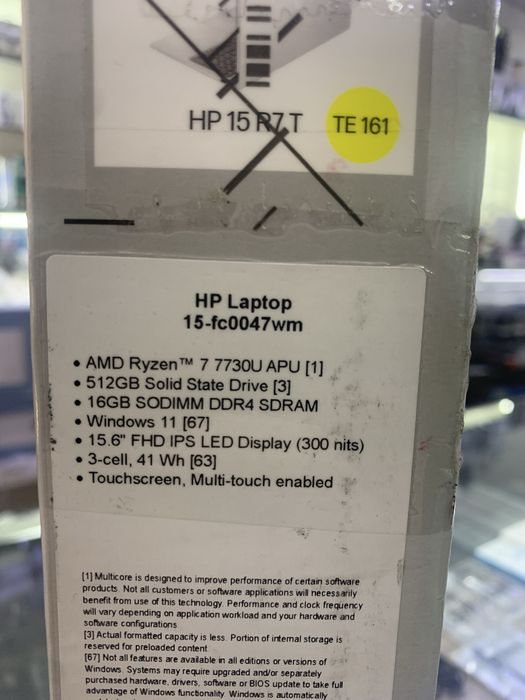 HP 15 R7 T
TE 161
HP Laptop
15-fc0047wm
• AMD Ryzen™ 7 7730U APU [1]
• 512GB Solid State Drive [3]
• 16GB SODIMM DDR4 SDRAM
• Windows 11 [67]
• 15.6" FHD IPS LED Display (300 nits)
• 3-cell, 41 Wh [63]
• Touchscreen, Multi-touch enabled
[1] Multicore is designed to improve performance of certain software
products. Not all customers or software applications will necessarily
benefit from use of this technology. Performance and clock frequency
will vary depending on application workload and your hardware and
software configurations.
[3] Actual formatted capacity is less. Portion of internal storage is
reserved for preloaded content.
[67] Not all features are available in all editions or versions of
Windows. Systems may require upgraded and/or separately
purchased hardware, drivers, software or BIOS update to take full
advantage of Windows functionality. Windows is automatically